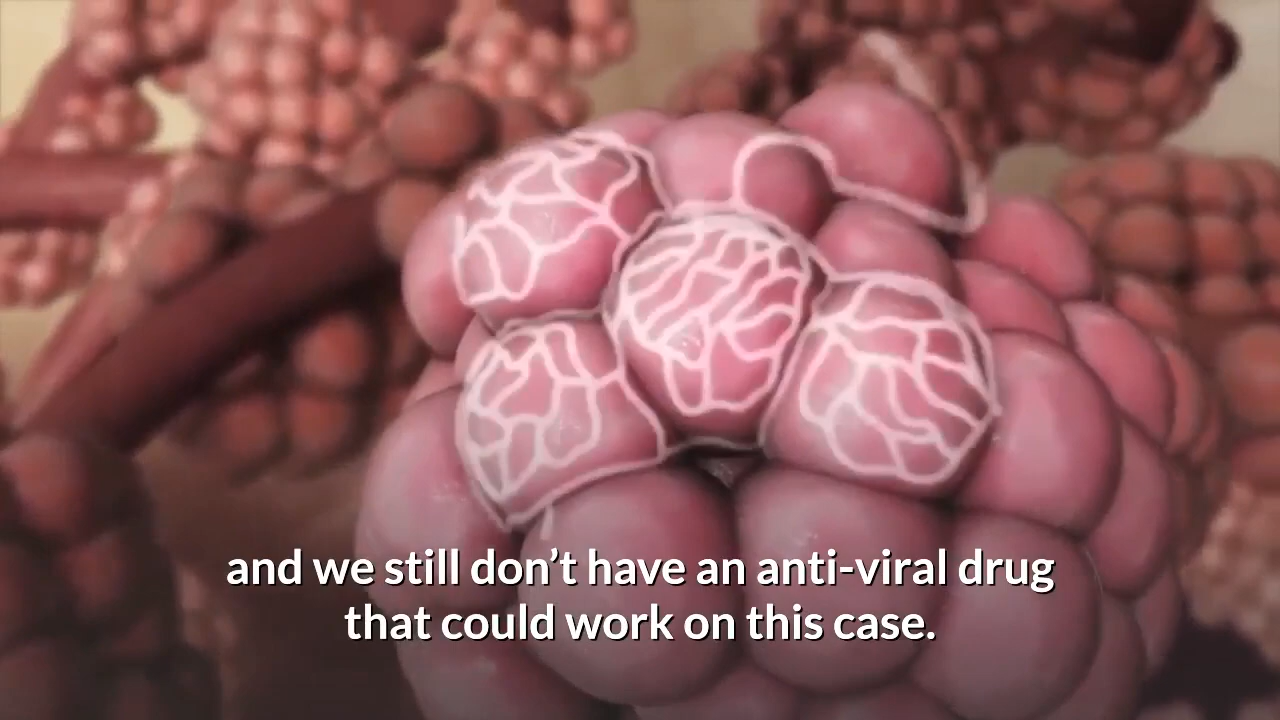 and we still don’t have an anti-viral drug
that could work on this case.